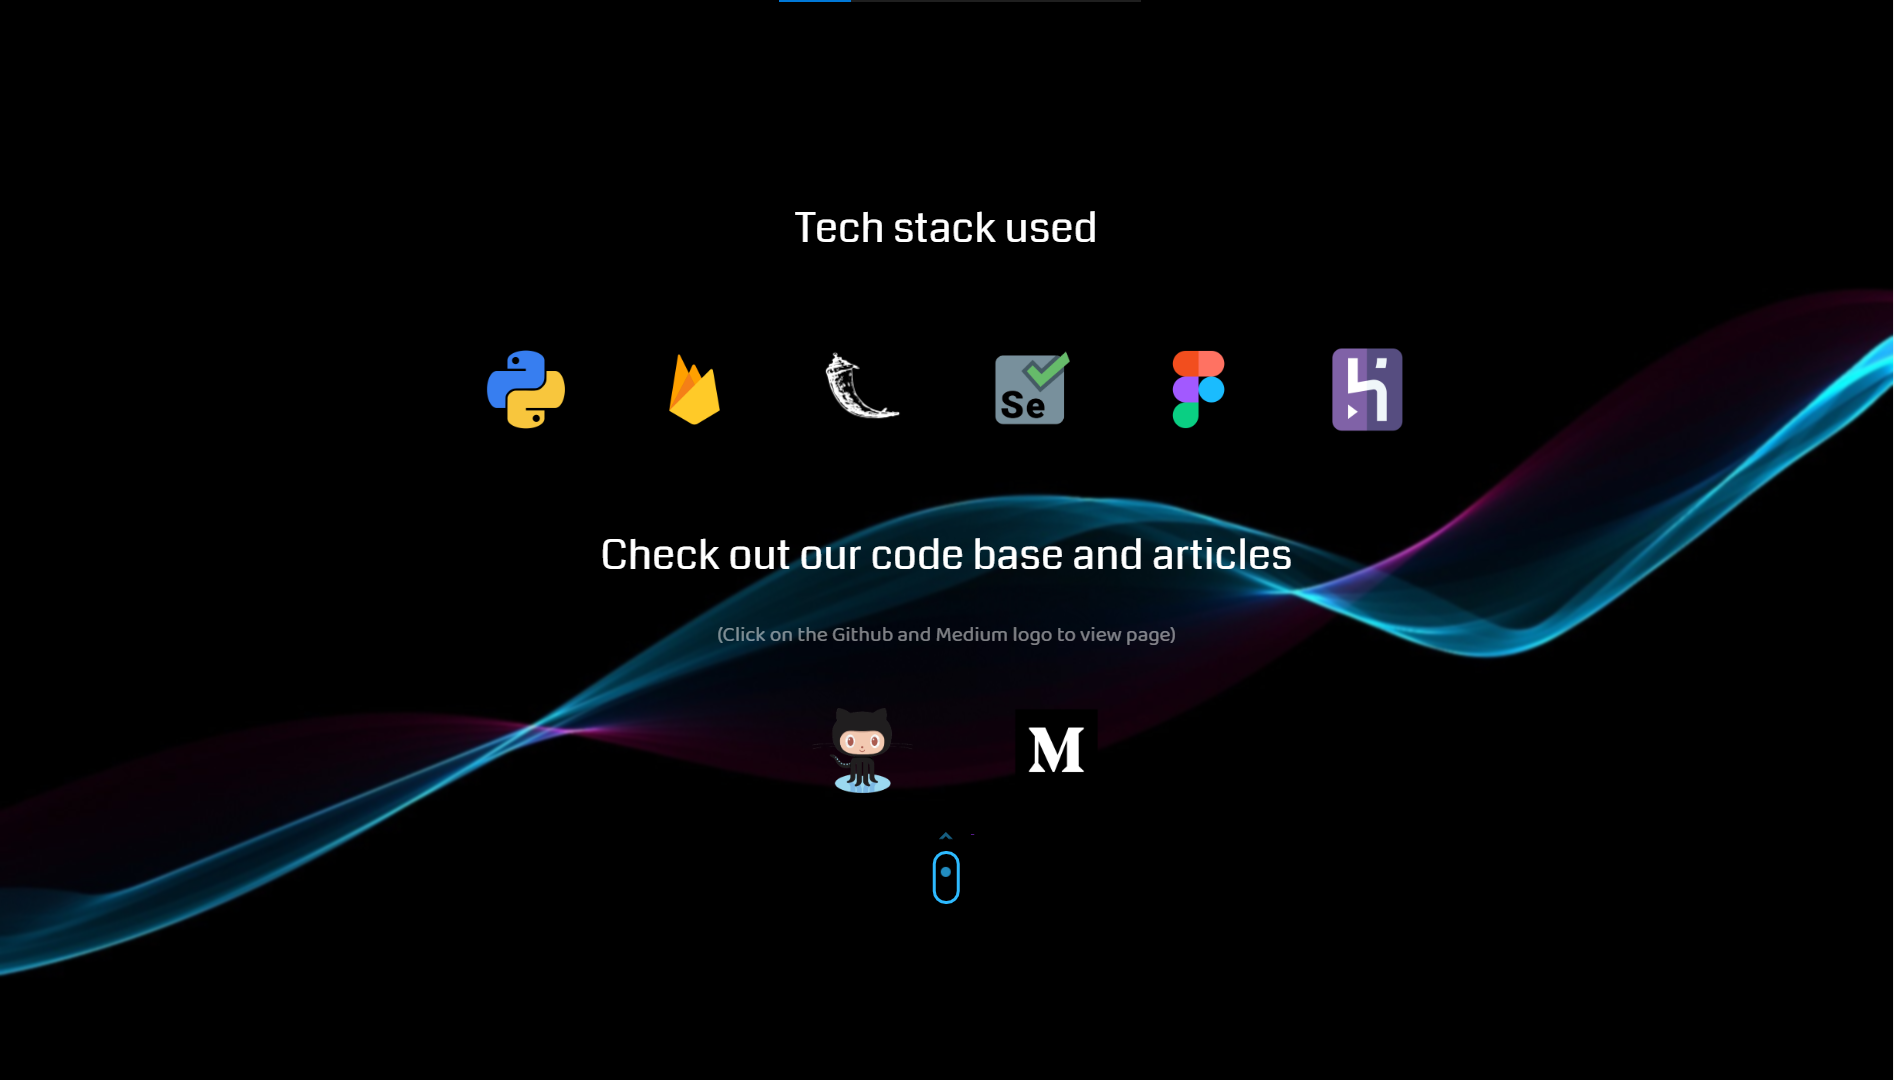 Tech stack used
Se
Check out our code base and articles
(Click on the Github and Medium logo to view page)
M